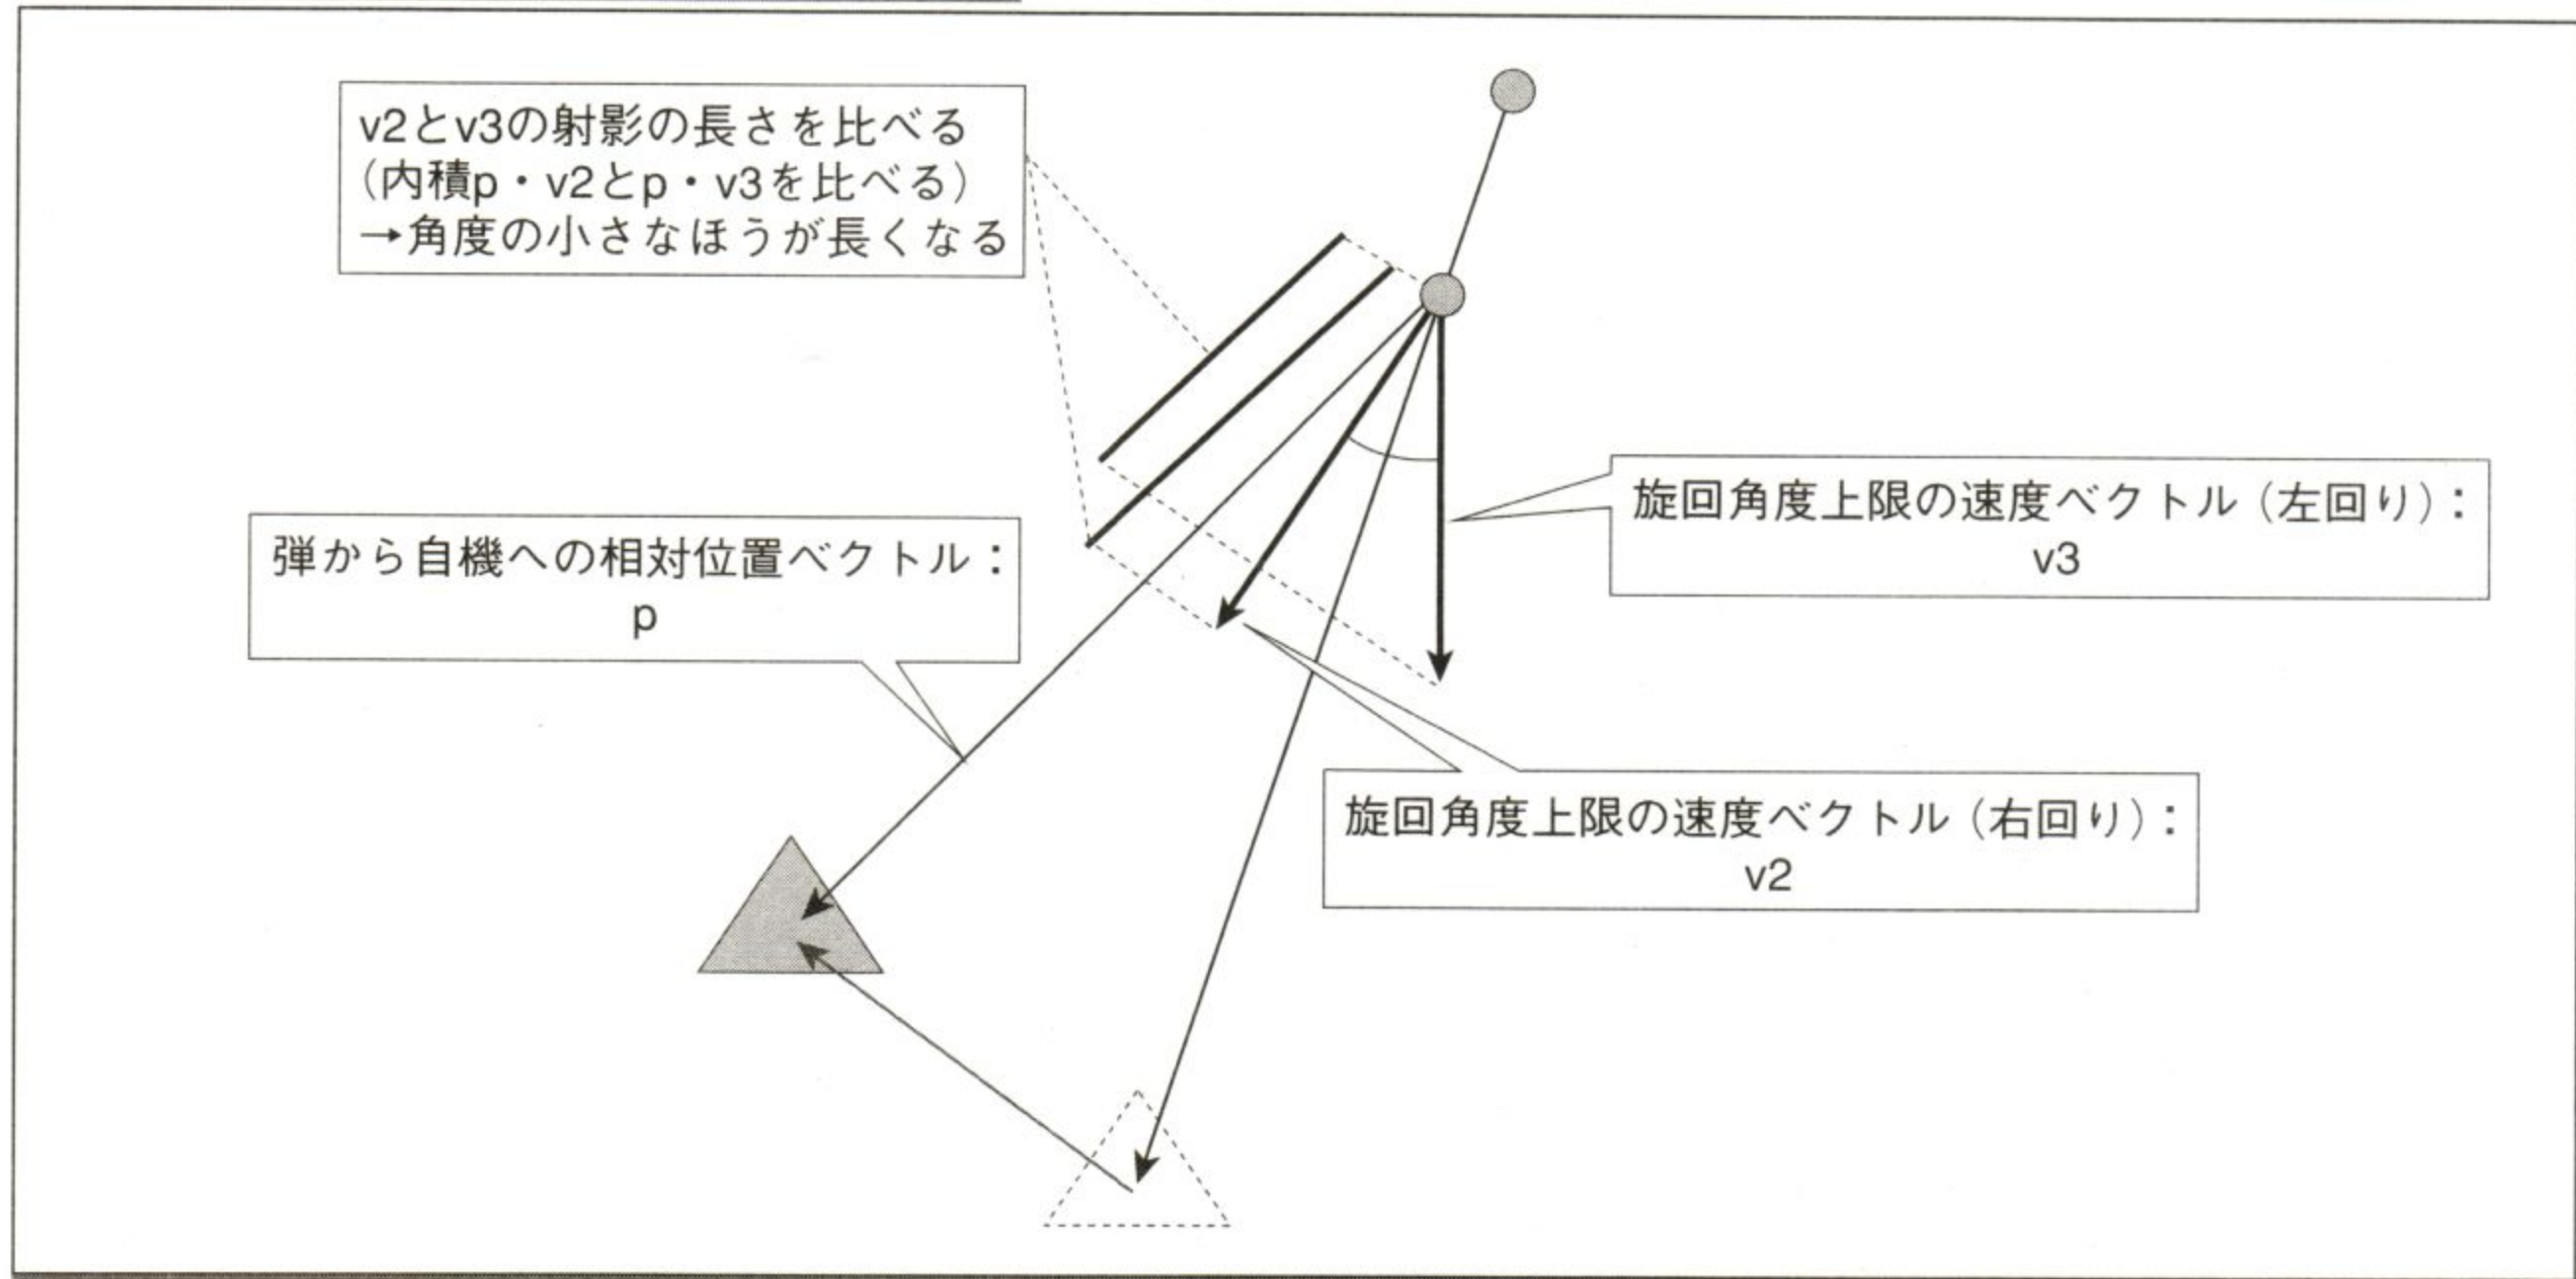 v2とv3の射影の長さを比べる
（内積p・v2とp・v3を比べる）
→角度の小さなほうが長くなる
弾から自機への相対位置ベクトル：
p
旋回角度上限の速度ベクトル（左回り）：
v3
旋回角度上限の速度ベクトル（右回り）：
v2